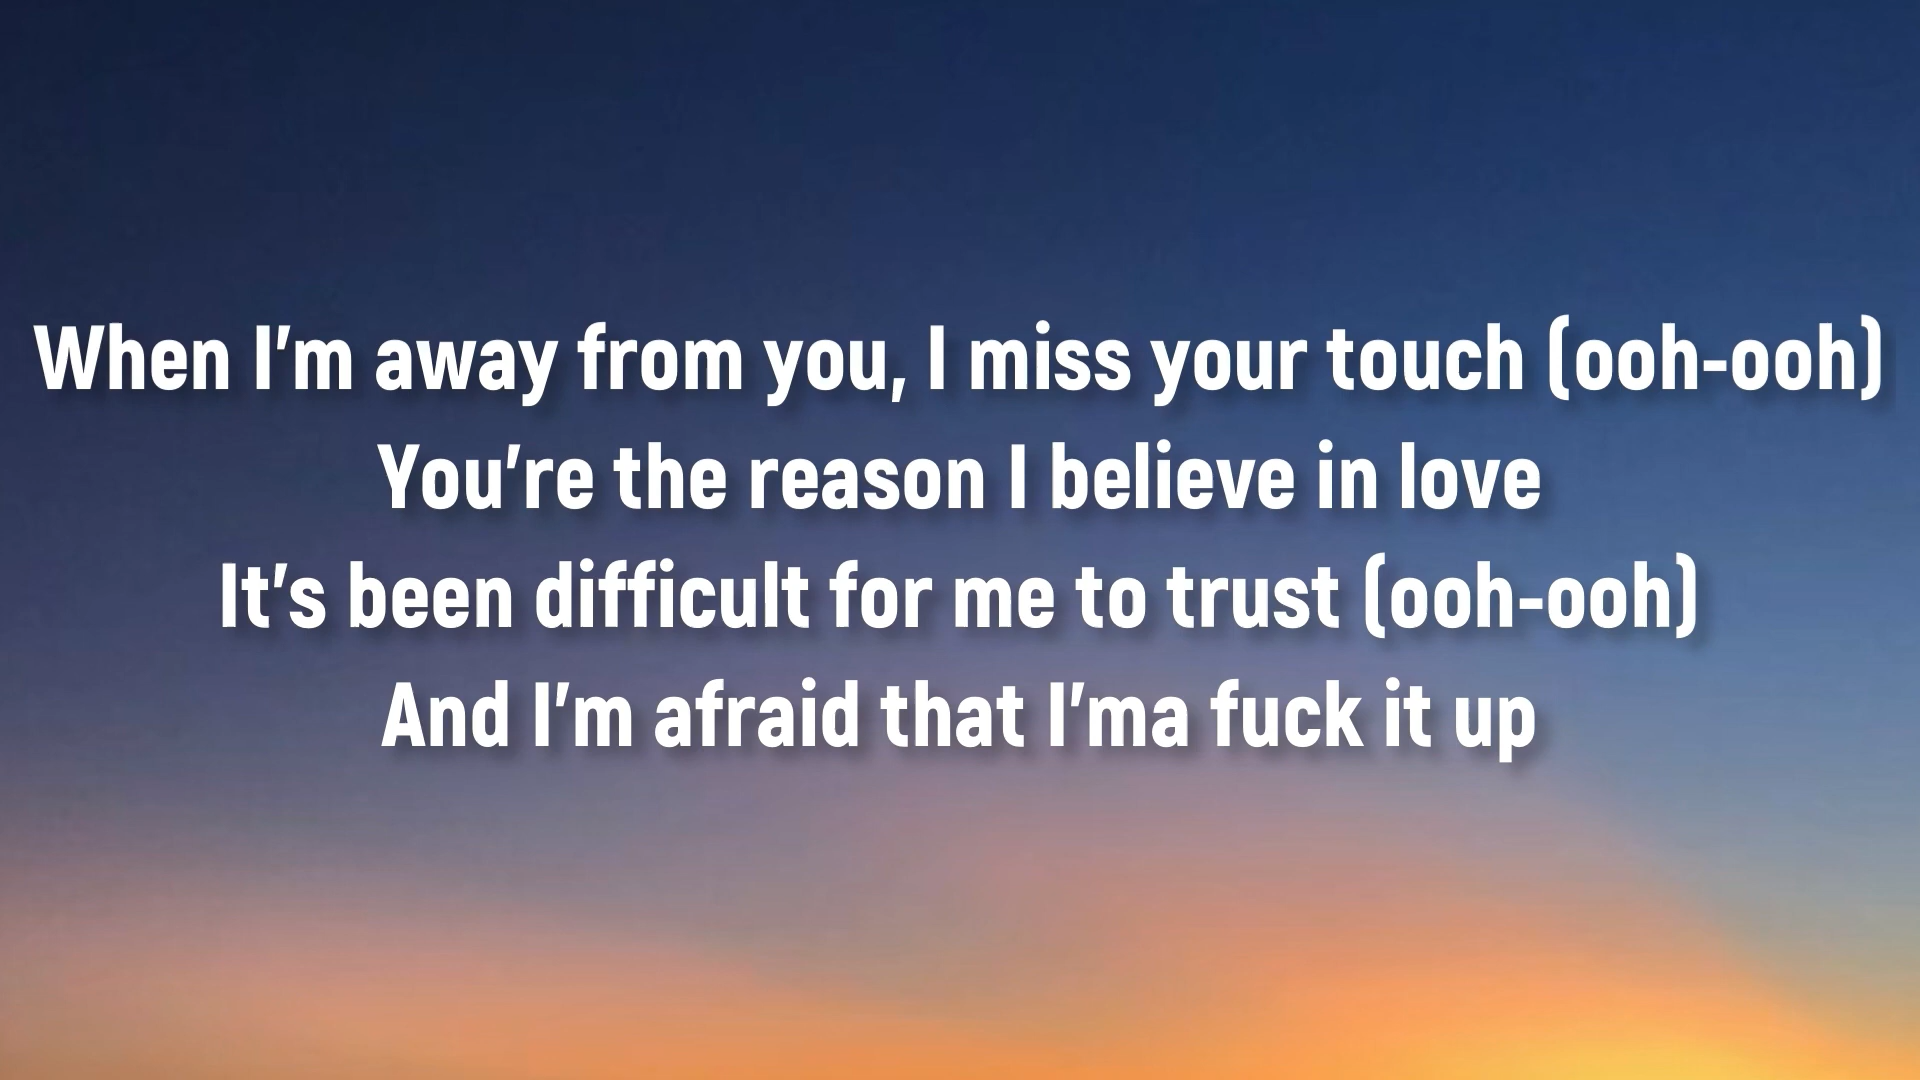 When I'm away from you, I miss your touch (ooh-ooh)
You're the reason I believe in love
It's been difficult for me to trust (ooh-ooh)
And I'm afraid that I'ma fuck it up